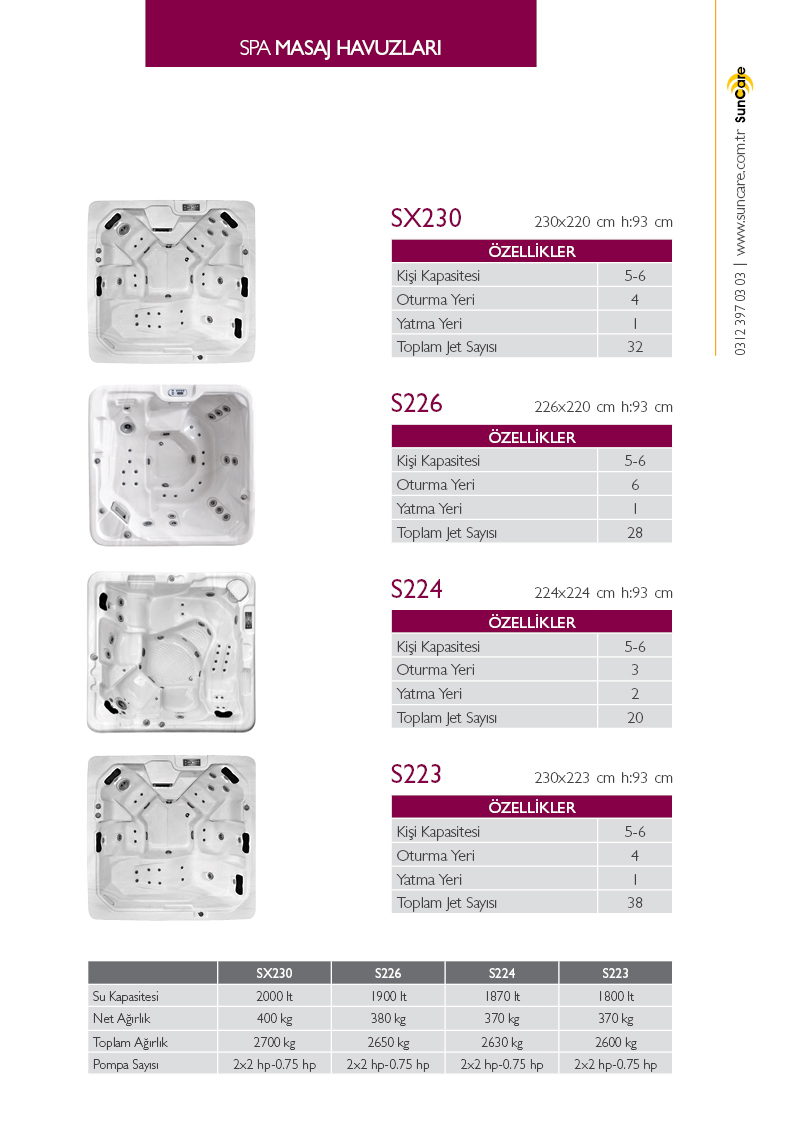 SPA MASAJ HAVUZLARI
SX230 230x220 cm h:93 cm
ÖZELLİKLER
Kişi Kapasitesi 5-6
Oturma Yeri 4
Yatma Yeri 1
Toplam Jet Sayısı 32
S226 226x220 cm h:93 cm
ÖZELLİKLER
Kişi Kapasitesi 5-6
Oturma Yeri 6
Yatma Yeri 1
Toplam Jet Sayısı 28
S224 224x224 cm h:93 cm
ÖZELLİKLER
Kişi Kapasitesi 5-6
Oturma Yeri 3
Yatma Yeri 2
Toplam Jet Sayısı 20
S223 230x223 cm h:93 cm
ÖZELLİKLER
Kişi Kapasitesi 5-6
Oturma Yeri 4
Yatma Yeri 1
Toplam Jet Sayısı 38
SX230 S226 S224 S223
Su Kapasitesi 2000 lt 1900 lt 1870 lt 1800 lt
Net Ağırlık 400 kg 380 kg 370 kg 370 kg
Toplam Ağırlık 2700 kg 2650 kg 2630 kg 2600 kg
Pompa Sayısı 2x2 hp-0.75 hp 2x2 hp-0.75 hp 2x2 hp-0.75 hp 2x2 hp-0.75 hp
0312 397 03 03 | www.suncare.com.tr SunCare